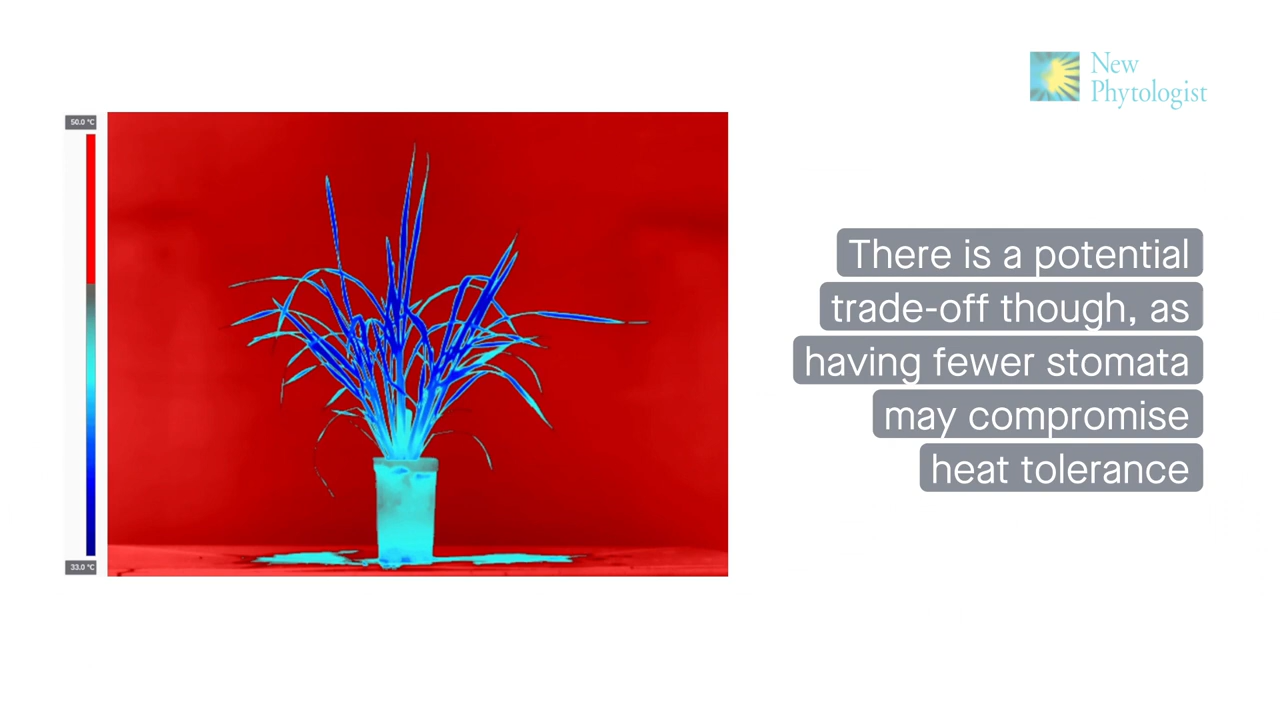 New
Phytologist
50.0 °C
There is a potential
trade-off though, as
having fewer stomata
may compromise
heat tolerance
33.0 °C